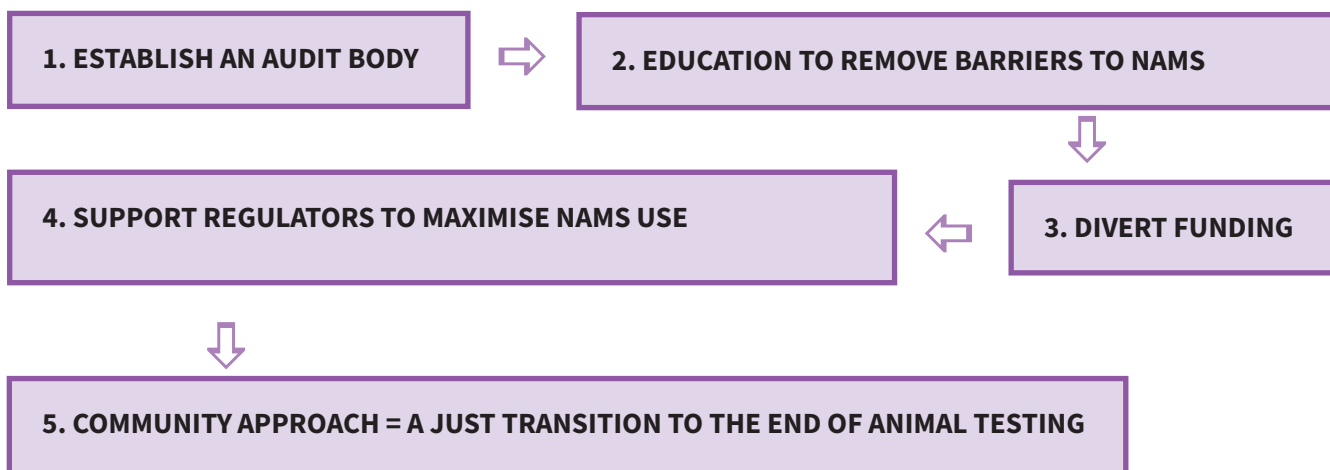 1. ESTABLISH AN AUDIT BODY
2. EDUCATION TO REMOVE BARRIERS TO NAMS
3. DIVERT FUNDING
4. SUPPORT REGULATORS TO MAXIMISE NAMS USE
5. COMMUNITY APPROACH = A JUST TRANSITION TO THE END OF ANIMAL TESTING